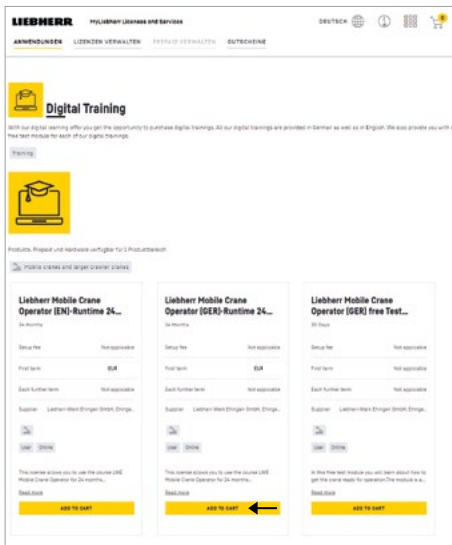 LIEBHERR MyLiebherr Licenses and Services DEUTSCH 0
ANWENDUNGEN LIZENZEN VERWALTEN PREPAID VERWALTEN GUTSCHEINE
Digital Training
With our digital learning offer you get the opportunity to purchase digital trainings. All our digital trainings are provided in German as well as in English. We also provide you with
free test module for each of our digital trainings.
Training
Produkte, Prepaid und Hardware verfügbar für 1 Produktbereich
Mobile cranes and larger crawler cranes
Liebherr Mobile Crane
Operator (EN)-Runtime 24...
24 Months
Setup fee Not applicable
First term EUR
Each further term Not applicable
Supplier Liebherr-Werk Ehingen GmbH, Ehinge..
User Online
This license allows you to use the course LWE
Mobile Crane Operator for 24 months...
Read more
ADD TO CART
Liebherr Mobile Crane
Operator (GER)-Runtime 24...
24 Months
Setup fee Not applicable
First term EUR
Each further term Not applicable
Supplier Liebherr-Werk Ehingen GmbH, Ehinge..
User Online
This license allows you to use the course LWE
Mobile Crane Operator for 24 months...
Read more
ADD TO CART
Liebherr Mobile Crane
Operator (GER) free Test...
30 Days
Setup fee Not applicable
First term Not applicable
Each further term Not applicable
Supplier Liebherr-Werk Ehingen GmbH, Ehinge..
User Online
In this free test module you will learn about how to
get the crane ready for operation.The module is a...
Read more
ADD TO CART